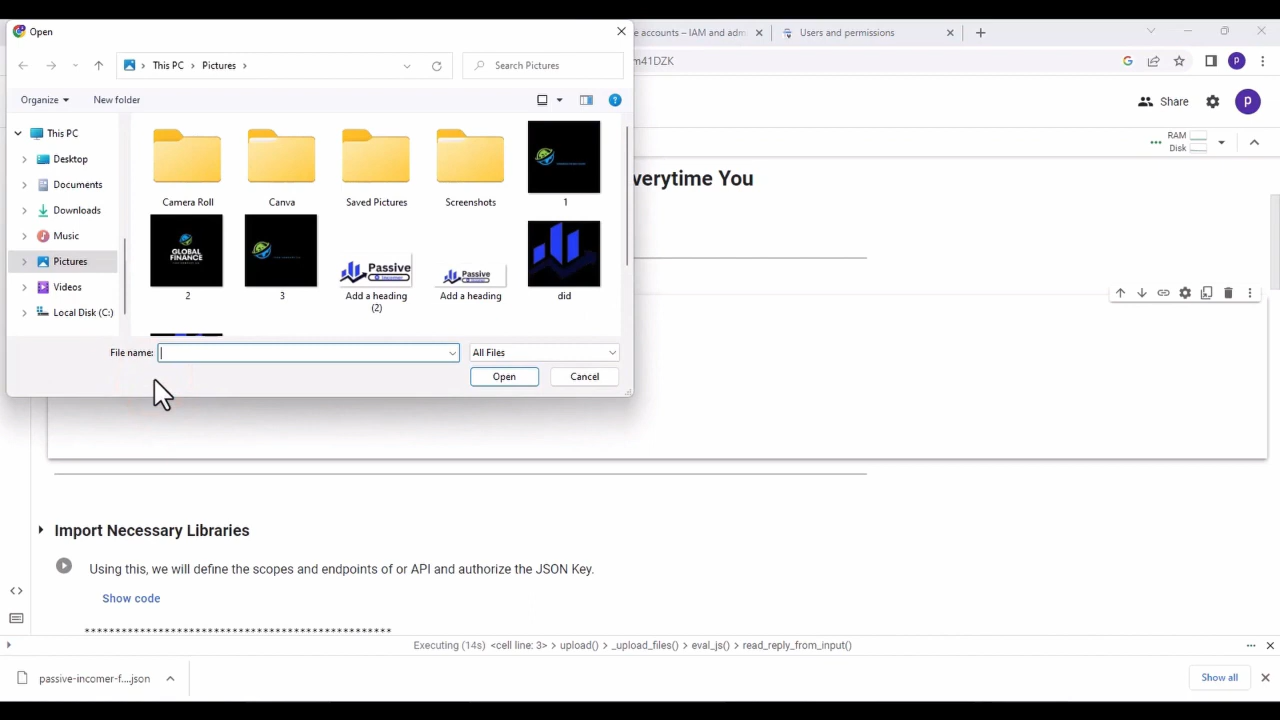 Open
e accounts – IAM and adm
Users and permissions
This PC
Pictures
Search Pictures
m41DZK
Organize
New folder
Share
P
RAM
Disk
This PC
Desktop
Documents
Downloads
Music
Pictures
Videos
Local Disk (C:)
Camera Roll
Canva
Saved Pictures
Screenshots
1
GLOBAL
FINANCE
Passive
Passive
2
3
Add a heading
(2)
Add a heading
did
File name:
All Files
Open
Cancel
verytime You
Import Necessary Libraries
Using this, we will define the scopes and endpoints of or API and authorize the JSON Key.
Show code
**************************************************
Executing (14s) <cell line: 3> > upload() > _upload_files() > eval_js() > read_reply_from_input()
passive-incomer-f....json
Show all